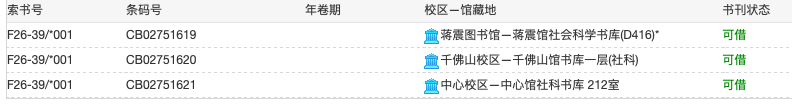 索书号 条码号 年卷期 校区—馆藏地 书刊状态
F26-39/*001 CB02751619 蒋震图书馆—蒋震馆社会科学书库(D416)* 可借
F26-39/*001 CB02751620 千佛山校区—千佛山馆书库一层(社科) 可借
F26-39/*001 CB02751621 中心校区—中心馆社科书库 212室 可借